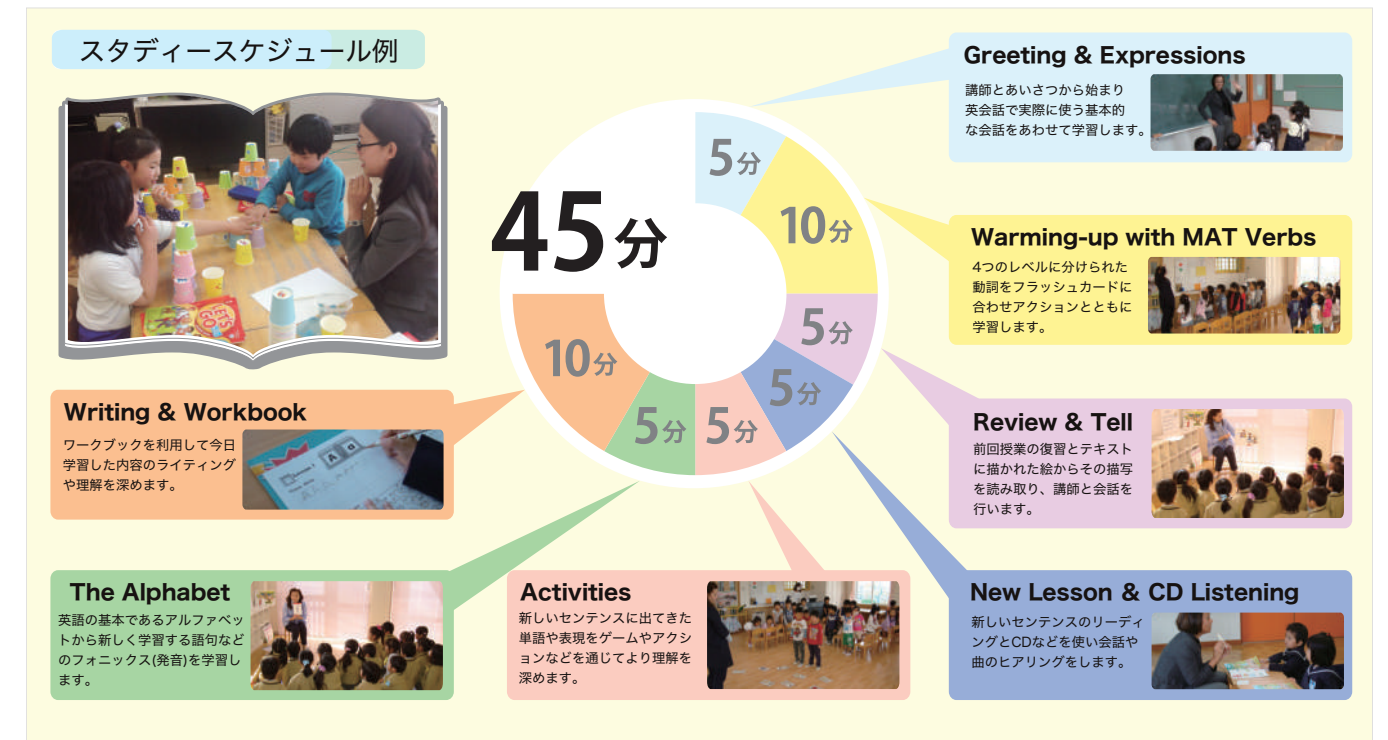 スタディースケジュール例
45分
5分
10分
5分
5分
5分
5分
10分
Greeting & Expressions
講師とあいさつから始まり
英会話で実際に使う基本的
な会話をあわせて学習します。
Warming-up with MAT Verbs
4つのレベルに分けられた
動詞をフラッシュカードに
合わせアクションとともに
学習します。
Review & Tell
前回授業の復習とテキスト
に描かれた絵からその描写
を読み取り、講師と会話を
行います。
New Lesson & CD Listening
新しいセンテンスのリーディ
ングとCDなどを使い会話や
曲のヒアリングをします。
Activities
新しいセンテンスに出てきた
単語や表現をゲームやアクシ
ョンなどを通じてより理解を
深めます。
The Alphabet
英語の基本であるアルファベッ
トから新しく学習する語句など
のフォニックス(発音)を学習し
ます。
Writing & Workbook
ワークブックを利用して今日
学習した内容のライティング
や理解を深めます。
LET'S
GO
A a